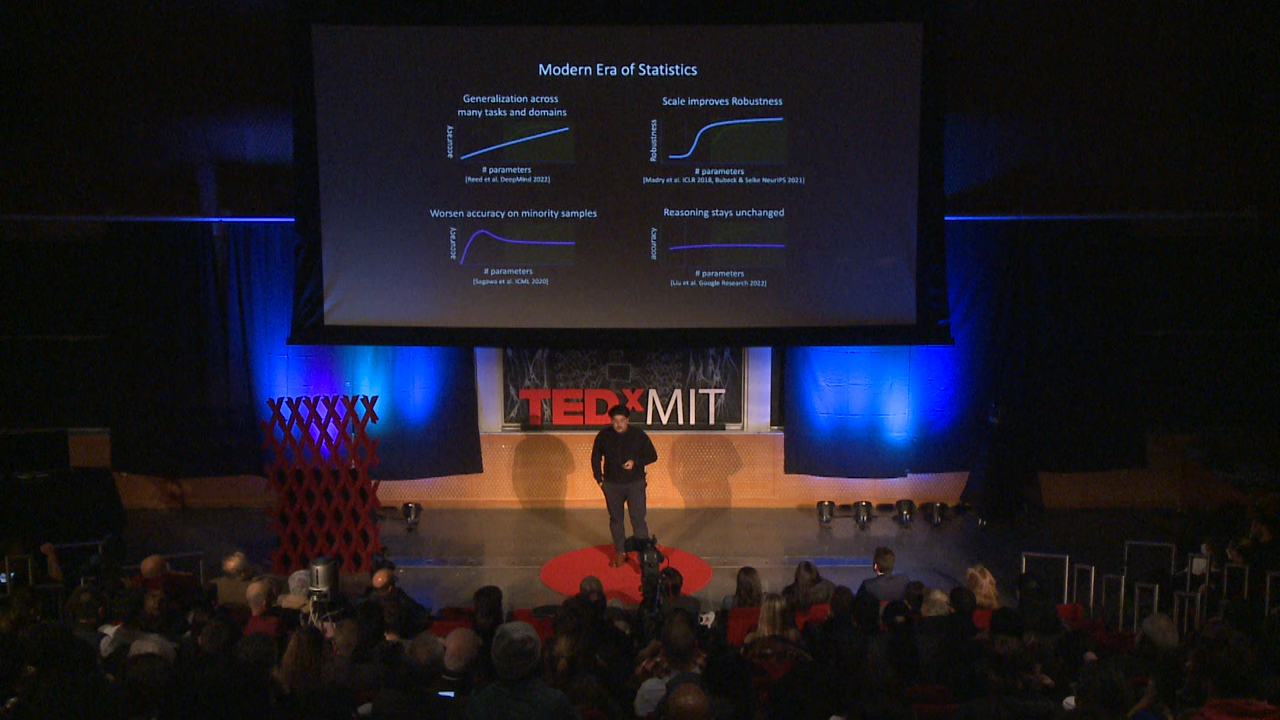 Modern Era of Statistics
Generalization across
many tasks and domains
accuracy
# parameters
[Reed et al. DeepMind 2022]
Scale improves Robustness
Robustness
# parameters
[Madry et al. ICLR 2018, Bubeck & Selke NeurIPS 2021]
Worsen accuracy on minority samples
accuracy
# parameters
[Sagawa et al. ICML 2020]
Reasoning stays unchanged
accuracy
# parameters
[Liu et al. Google Research 2022]
TEDxMIT